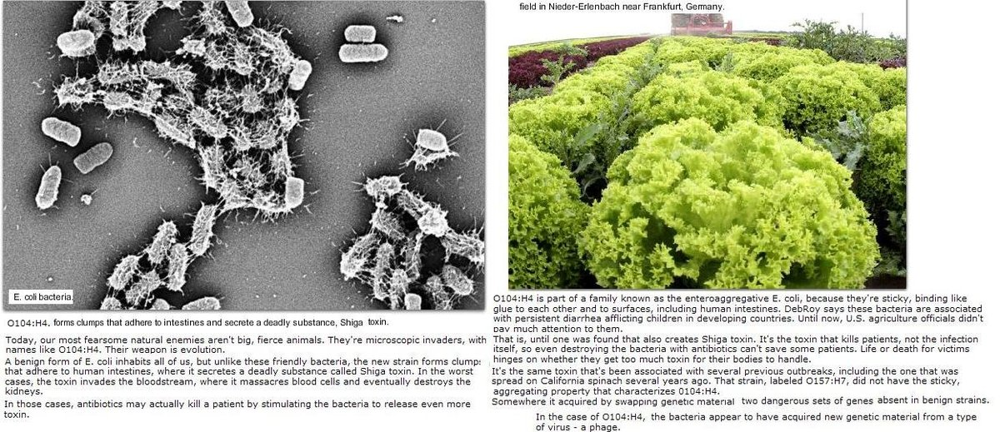 E. coli bacteria.
O104:H4. forms clumps that adhere to intestines and secrete a deadly substance, Shiga toxin.
Today, our most fearsome natural enemies aren't big, fierce animals. They're microscopic invaders, with
names like O104:H4. Their weapon is evolution.
A benign form of E. coli inhabits all of us, but unlike these friendly bacteria, the new strain forms clumps
that adhere to human intestines, where it secretes a deadly substance called Shiga toxin. In the worst
cases, the toxin invades the bloodstream, where it massacres blood cells and eventually destroys the
kidneys.
In those cases, antibiotics may actually kill a patient by stimulating the bacteria to release even more
toxin.
field in Nieder-Erlenbach near Frankfurt, Germany.
O104:H4 is part of a family known as the enteroaggregative E. coli, because they're sticky, binding like
glue to each other and to surfaces, including human intestines. DebRoy says these bacteria are associated
with persistent diarrhea afflicting children in developing countries. Until now, U.S. agriculture officials didn't
pay much attention to them.
That is, until one was found that also creates Shiga toxin. It's the toxin that kills patients, not the infection
itself, so even destroying the bacteria with antibiotics can't save some patients. Life or death for victims
hinges on whether they get too much toxin for their bodies to handle.
It's the same toxin that's been associated with several previous outbreaks, including the one that was
spread on California spinach several years ago. That strain, labeled O157:H7, did not have the sticky,
aggregating property that characterizes 0104:H4.
Somewhere it acquired by swapping genetic material two dangerous sets of genes absent in benign strains.
In the case of O104:H4, the bacteria appear to have acquired new genetic material from a type
of virus - a phage.